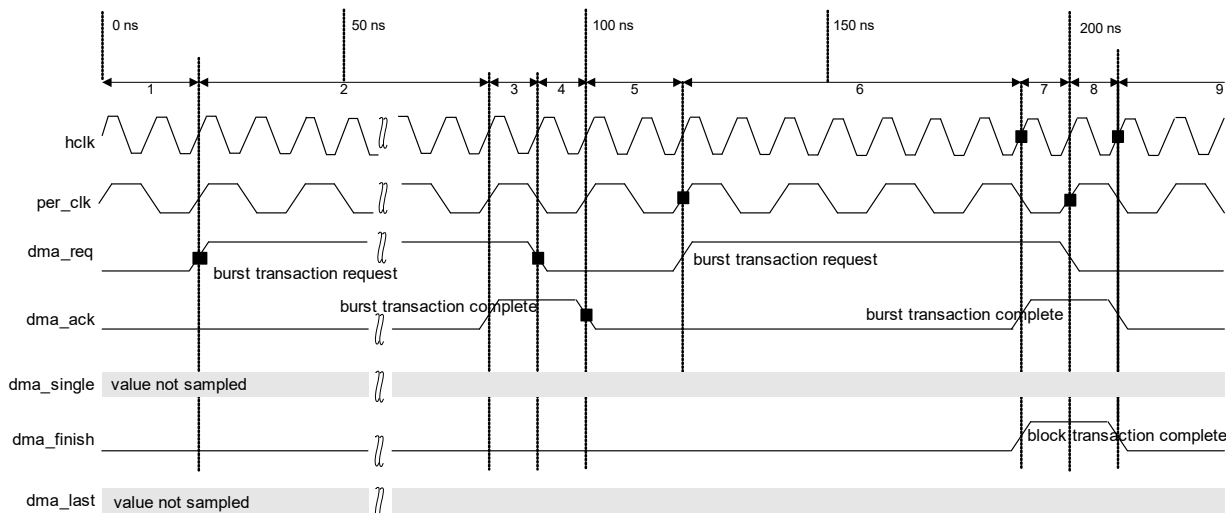 0 ns 50 ns 100 ns 150 ns 200 ns
1 2 3 4 5 6 7 8 9
hclk
per_clk
dma_req
burst transaction request burst transaction request
burst transaction complete burst transaction complete
dma_ack
dma_single value not sampled
dma_finish block transaction complete
dma_last value not sampled